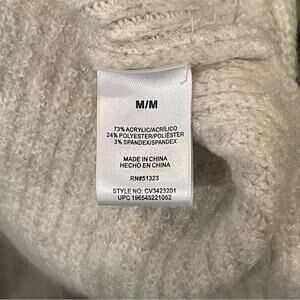 M/M
73% ACRYLIC/ACRÍLICO
24% POLYESTER/POLIÉSTER
3% SPANDEX/SPANDEX
MADE IN CHINA
HECHO EN CHINA
RN#51323
STYLE NO: CV3423201
UPC 196545221052